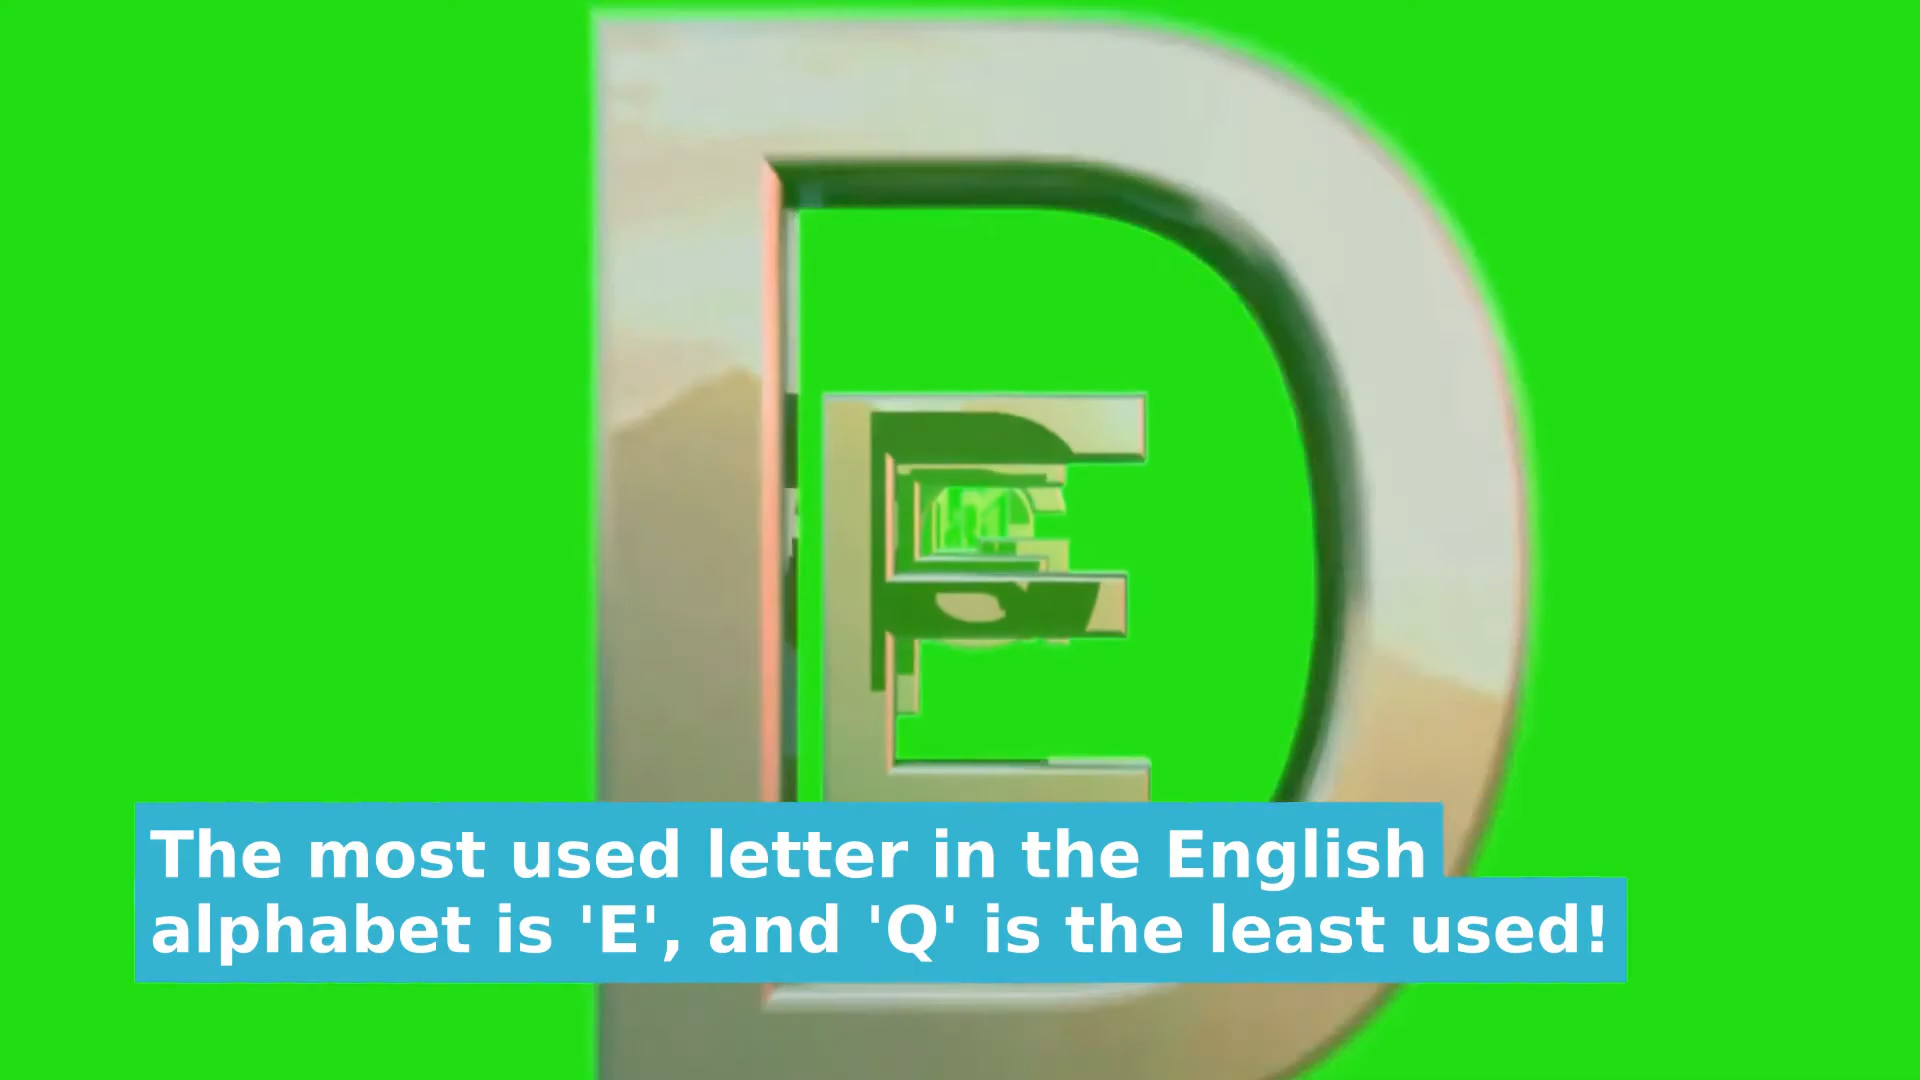 D
E
The most used letter in the English
alphabet is 'E', and 'Q' is the least used!